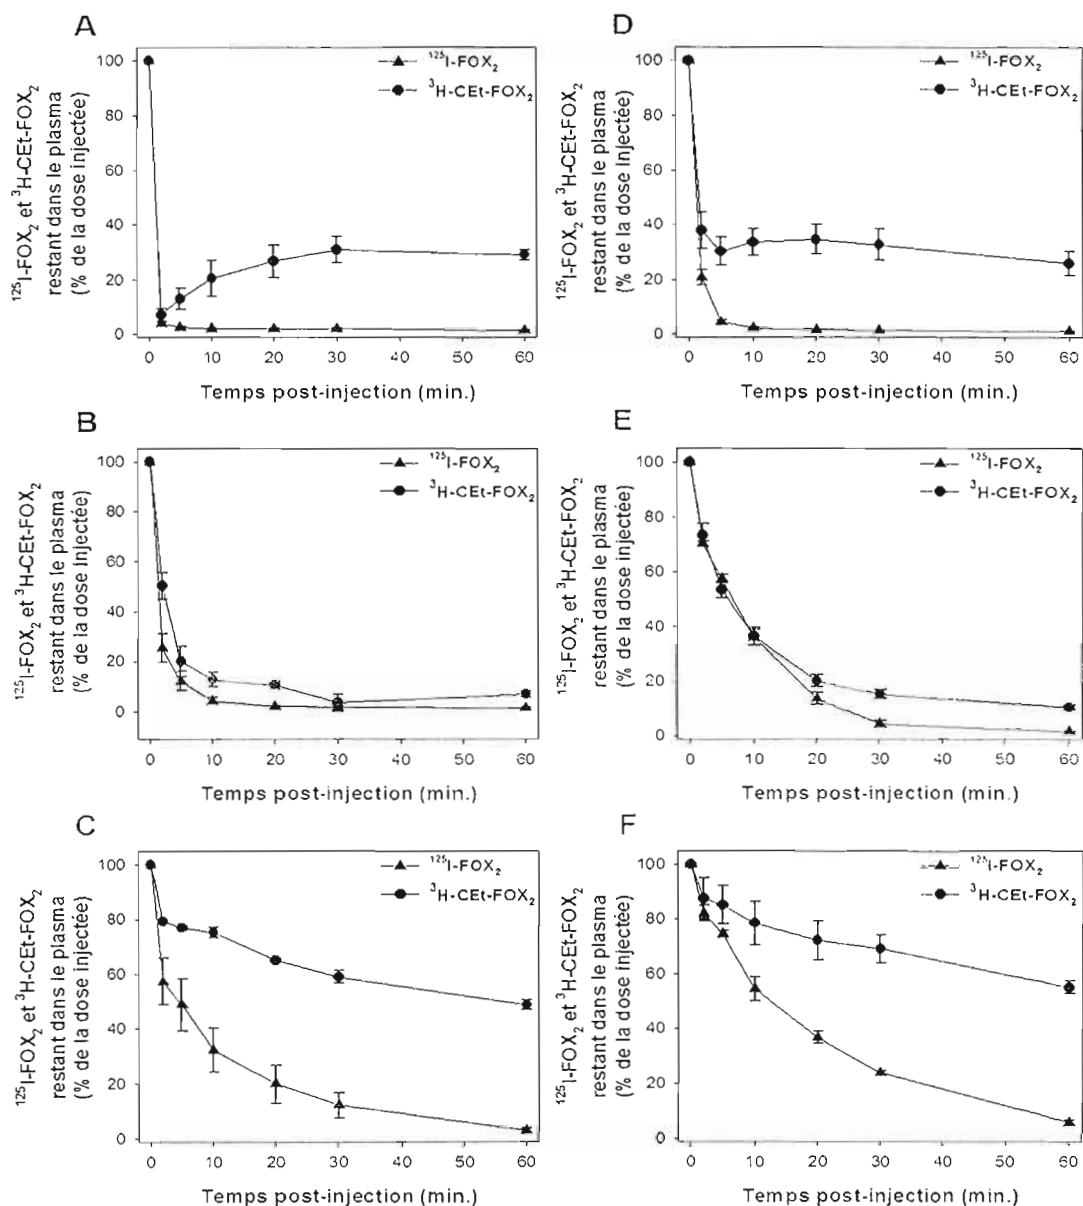 A
¹²⁵I-FOX₂ et ³H-CEt-FOX₂
restant dans le plasma
(% de la dose injectée)
100
80
60
40
20
0
¹²⁵I-FOX₂
³H-CEt-FOX₂
0 10 20 30 40 50 60
Temps post-injection (min.)
D
¹²⁵I-FOX₂ et ³H-CEt-FOX₂
restant dans le plasma
(% de la dose Injectée)
100
80
60
40
20
0
¹²⁵I-FOX₂
³H-CEt-FOX₂
0 10 20 30 40 50 60
Temps post-injection (min.)
B
¹²⁵I-FOX₂ et ³H-CEt-FOX₂
restant dans le plasma
(% de la dose Injectée)
100
80
60
40
20
0
¹²⁵I-FOX₂
³H-CEt-FOX₂
0 10 20 30 40 50 60
Temps post-injection (min.)
E
¹²⁵I-FOX₂ et ³H-CEt-FOX₂
restant dans le plasma
(% de la dose injectée)
100
80
60
40
20
0
¹²⁵I-FOX₂
³H-CEt-FOX₂
0 10 20 30 40 50 60
Temps post-injection (min.)
C
¹²⁵I-FOX₂ et ³H-CEt-FOX₂
restant dans le plasma
(% de la dose injectée)
100
80
60
40
20
0
¹²⁵I-FOX₂
³H-CEt-FOX₂
0 10 20 30 40 50 60
Temps post-injection (min.)
F
¹²⁵I-FOX₂ et ³H-CEt-FOX₂
restant dans le plasma
(% de la dose injectée)
100
80
60
40
20
0
¹²⁵I-FOX₂
³H-CEt-FOX₂
0 10 20 30 40 50 60
Temps post-injection (min.)